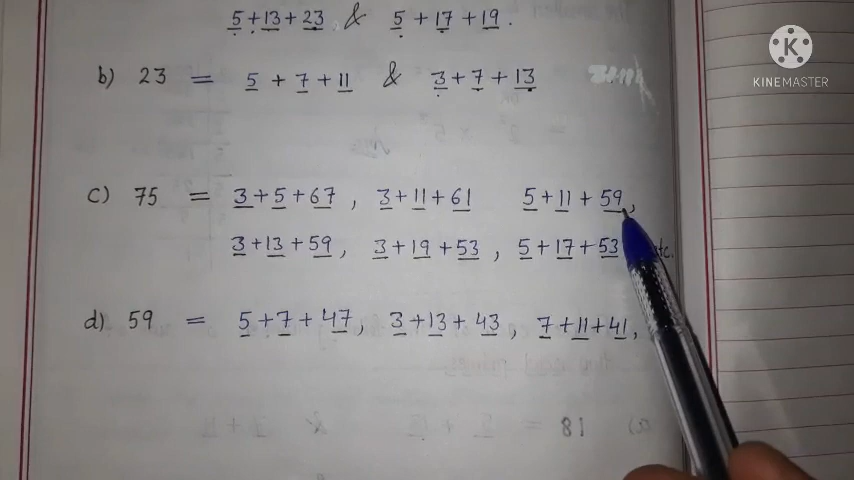 5+13+23 & 5 + 17 + 19.
b) 23 = 5 + 7 + 11 & 3 + 7 + 13
c) 75 = 3 + 5 + 67, 3 + 11 + 61 5 + 11 + 59,
3 + 13 + 59, 3 + 19 + 53, 5 + 17 + 53 etc.
d) 59 = 5 + 7 + 47, 3 + 13 + 43, 7 + 11 + 41,
K
KINEMASTER